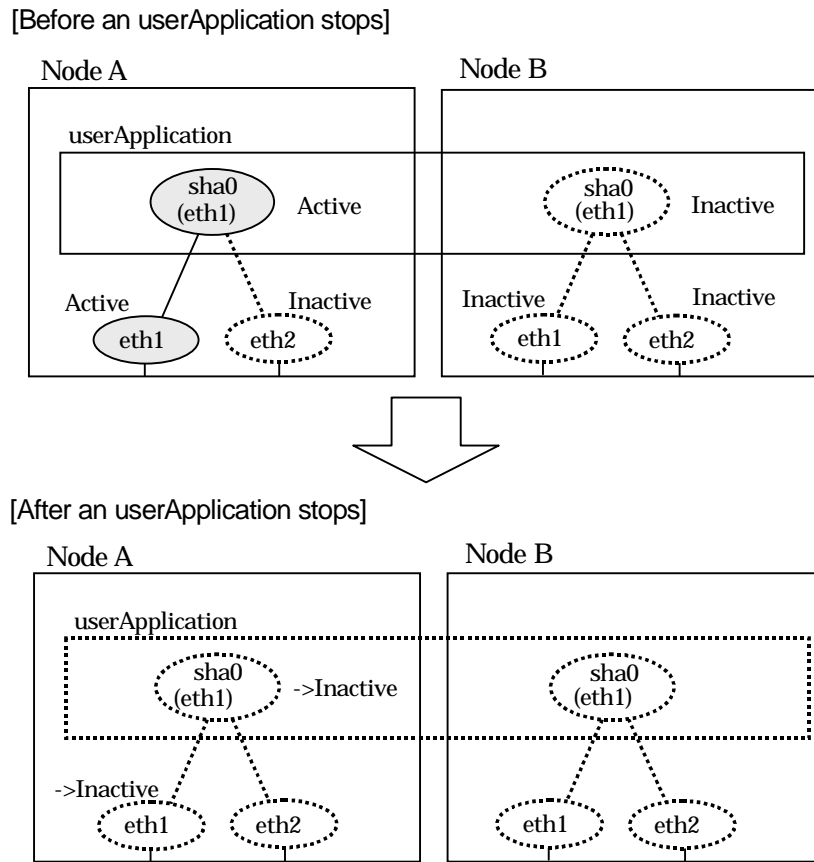 [Before an userApplication stops]
Node A
Node B
userApplication
sha0
(eth1)
Active
sha0
(eth1)
Inactive
Active
Inactive
Inactive
Inactive
eth1
eth2
eth1
eth2
[After an userApplication stops]
Node A
Node B
userApplication
sha0
(eth1)
->Inactive
sha0
(eth1)
->Inactive
eth1
eth2
eth1
eth2